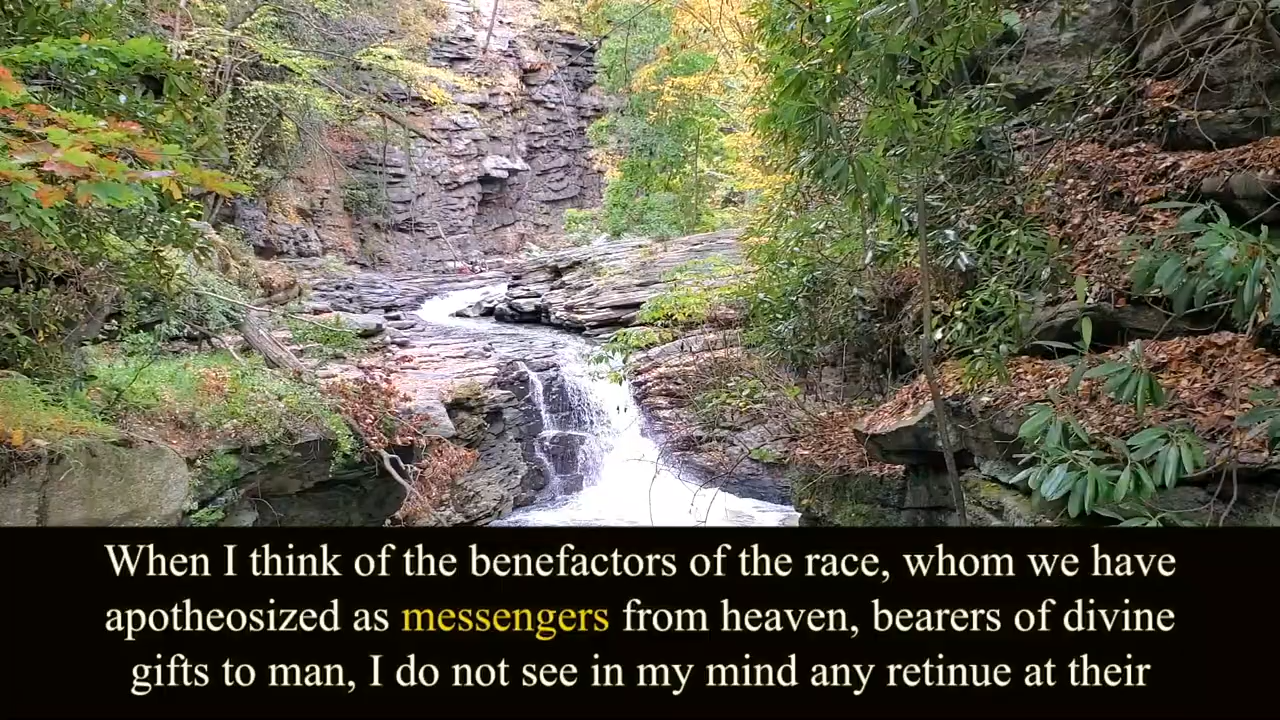 When I think of the benefactors of the race, whom we have
apotheosized as messengers from heaven, bearers of divine
gifts to man, I do not see in my mind any retinue at their